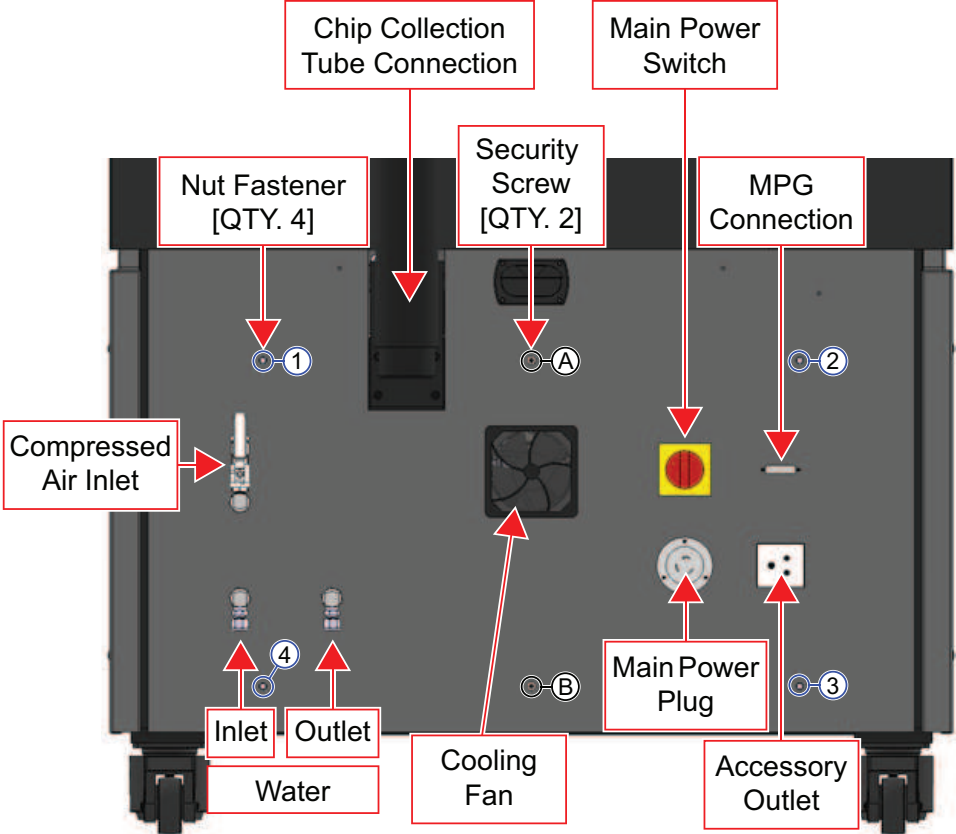 Chip Collection
Tube Connection
Main Power
Switch
Nut Fastener
[QTY. 4]
Security
Screw
[QTY. 2]
MPG
Connection
1
A
2
Compressed
Air Inlet
4
B
3
Inlet
Outlet
Water
Cooling
Fan
Main Power
Plug
Accessory
Outlet